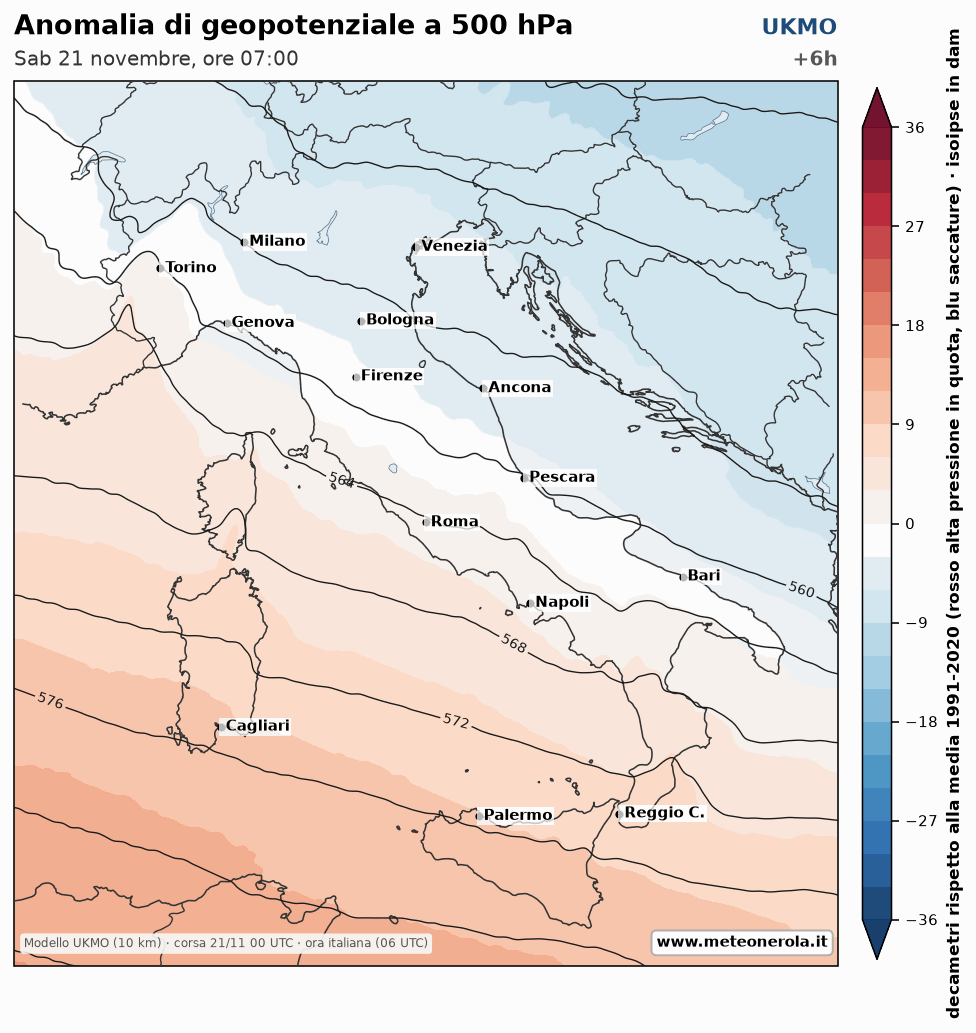 Anomalia di geopotenziale a 500 hPa
UKMO
Sab 21 novembre, ore 07:00
+6h
Milano
Venezia
Torino
Genova
Bologna
Firenze
Ancona
Pescara
564
Roma
Bari
560
Napoli
568
576
572
Cagliari
Palermo
Reggio C.
Modello UKMO (10 km) · corsa 21/11 00 UTC · ora italiana (06 UTC)
www.meteonerola.it
36
27
18
9
0
−9
−18
−27
−36
decametri rispetto alla media 1991-2020 (rosso alta pressione in quota, blu saccature) · isoipse in dam